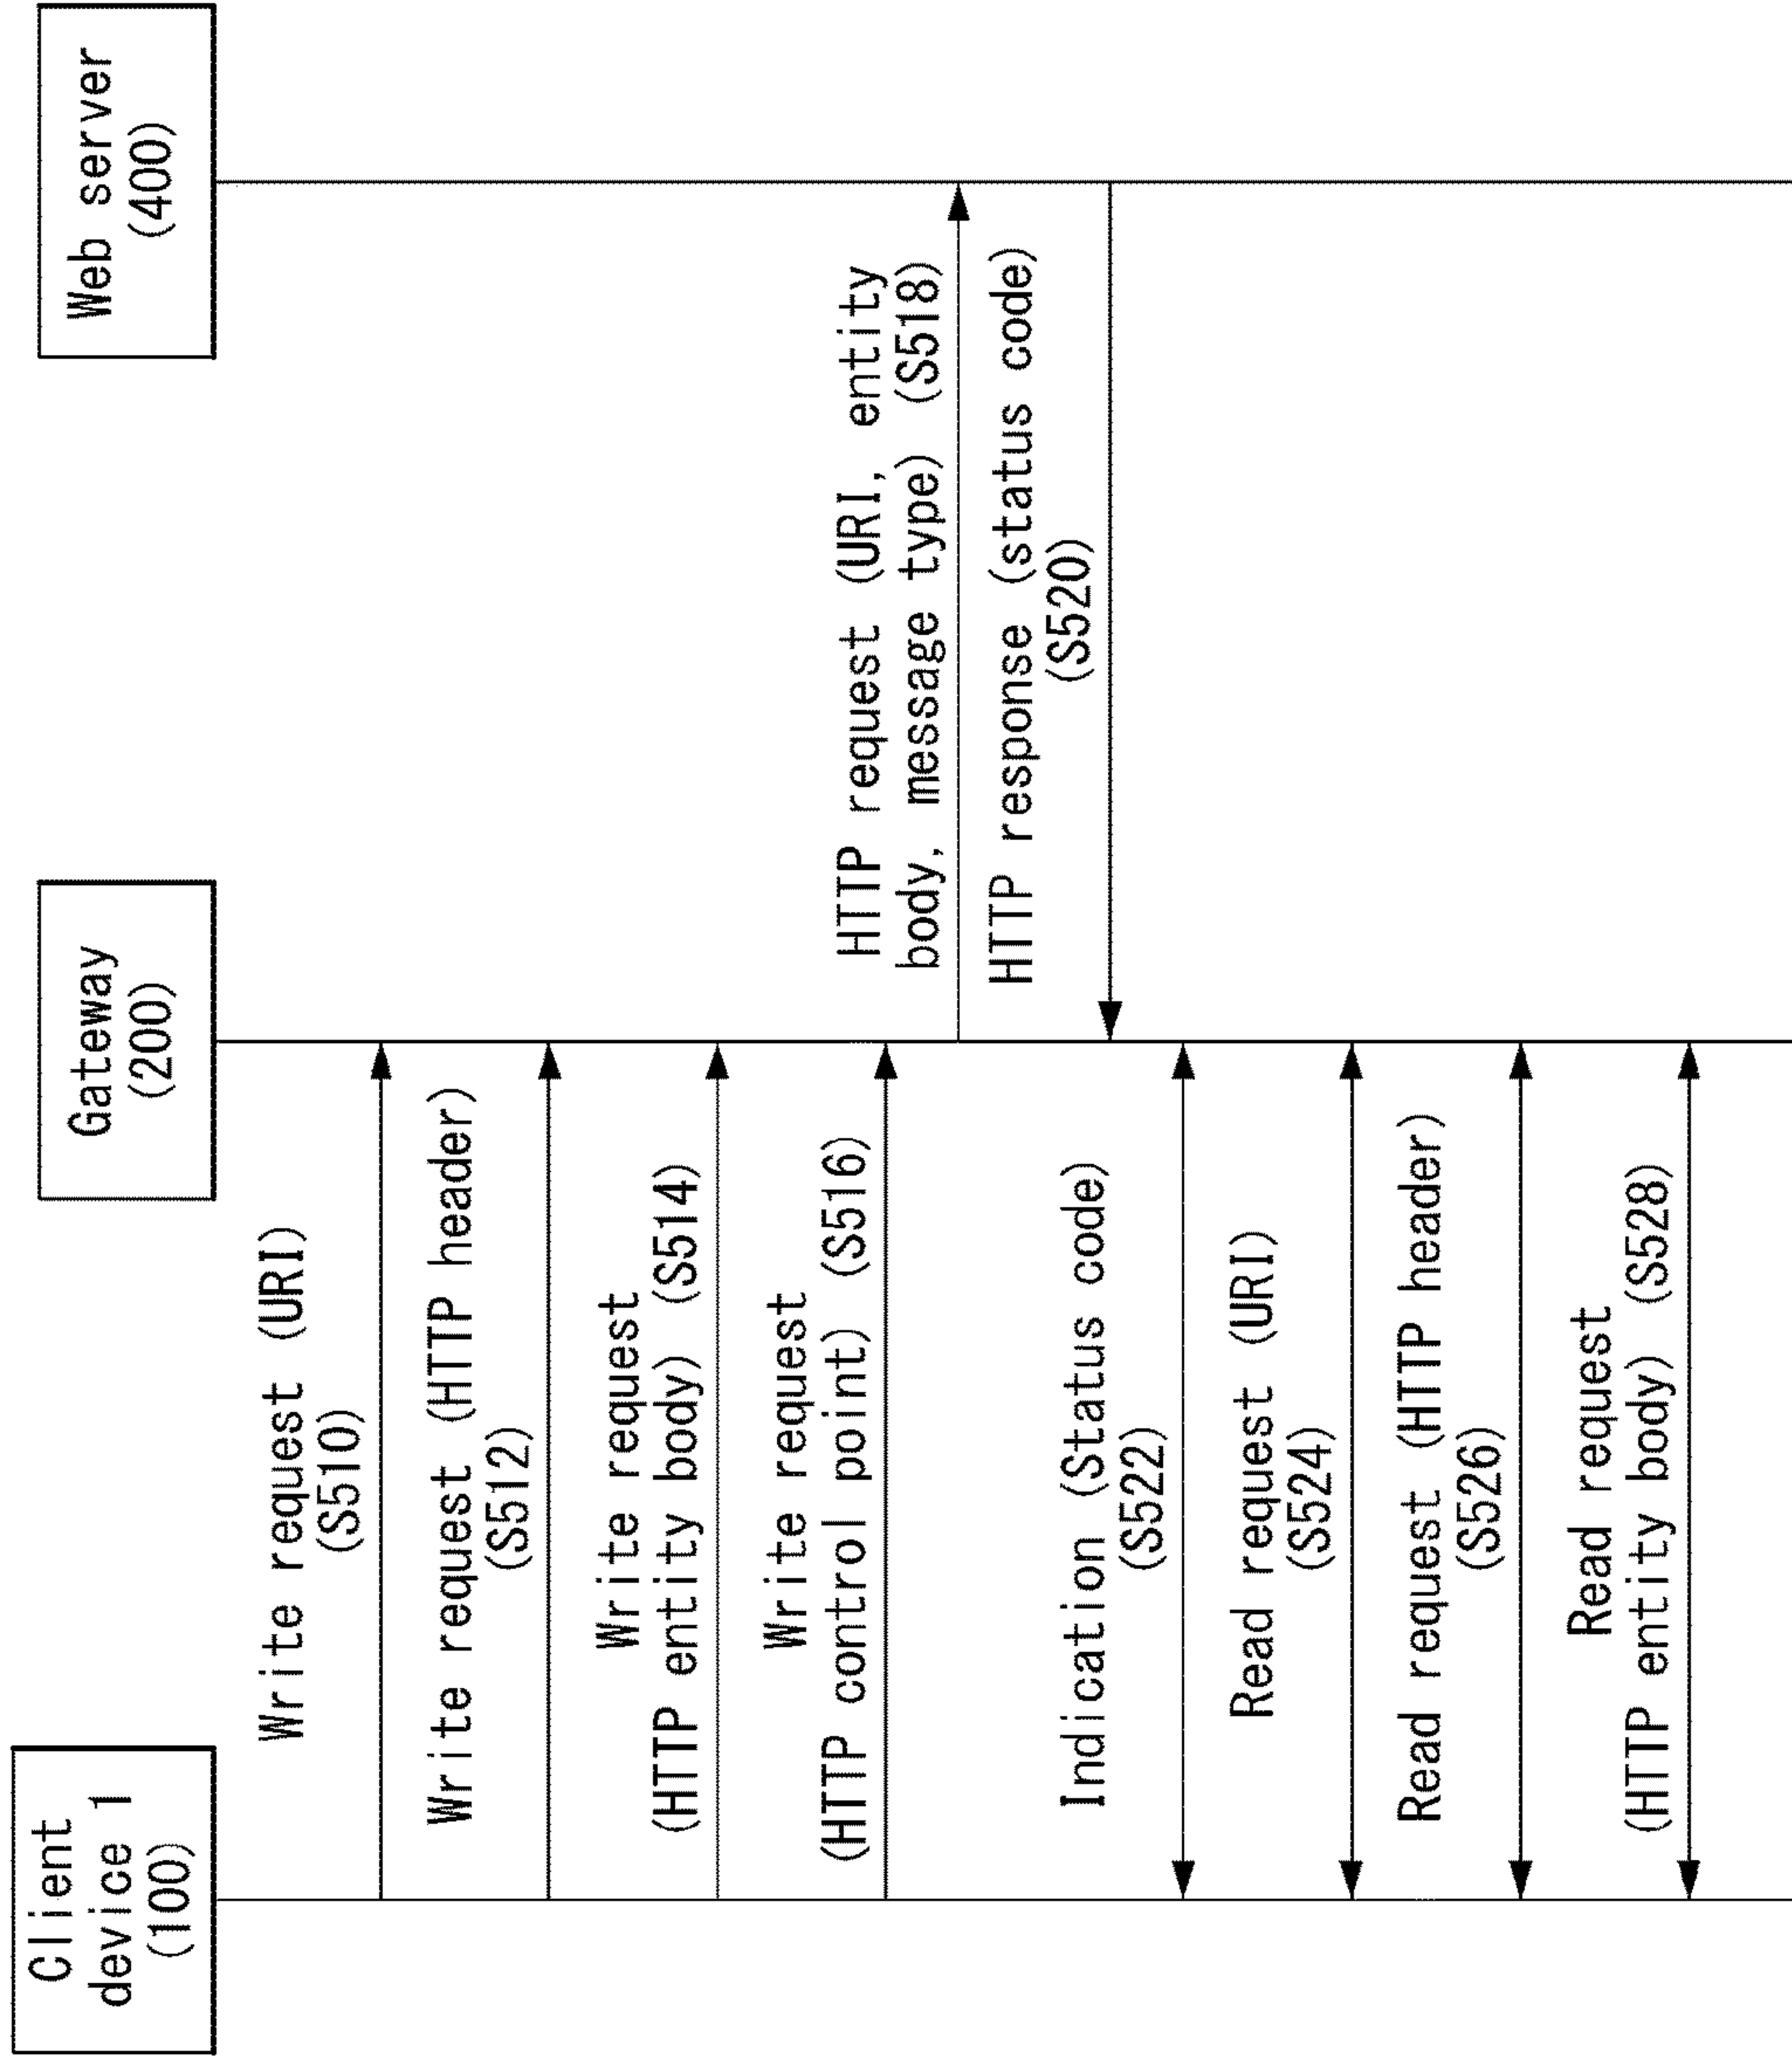 Client
device 1
(100)
Gateway
(200)
Web server
(400)
Write request (URI)
(S510)
Write request (HTTP header)
(S512)
Write request
(HTTP entity body) (S514)
Write request
(HTTP control point) (S516)
HTTP request (URI, entity
body, message type) (S518)
HTTP response (status code)
(S520)
Indication (Status code)
(S522)
Read request (URI)
(S524)
Read request (HTTP header)
(S526)
Read request
(HTTP entity body) (S528)